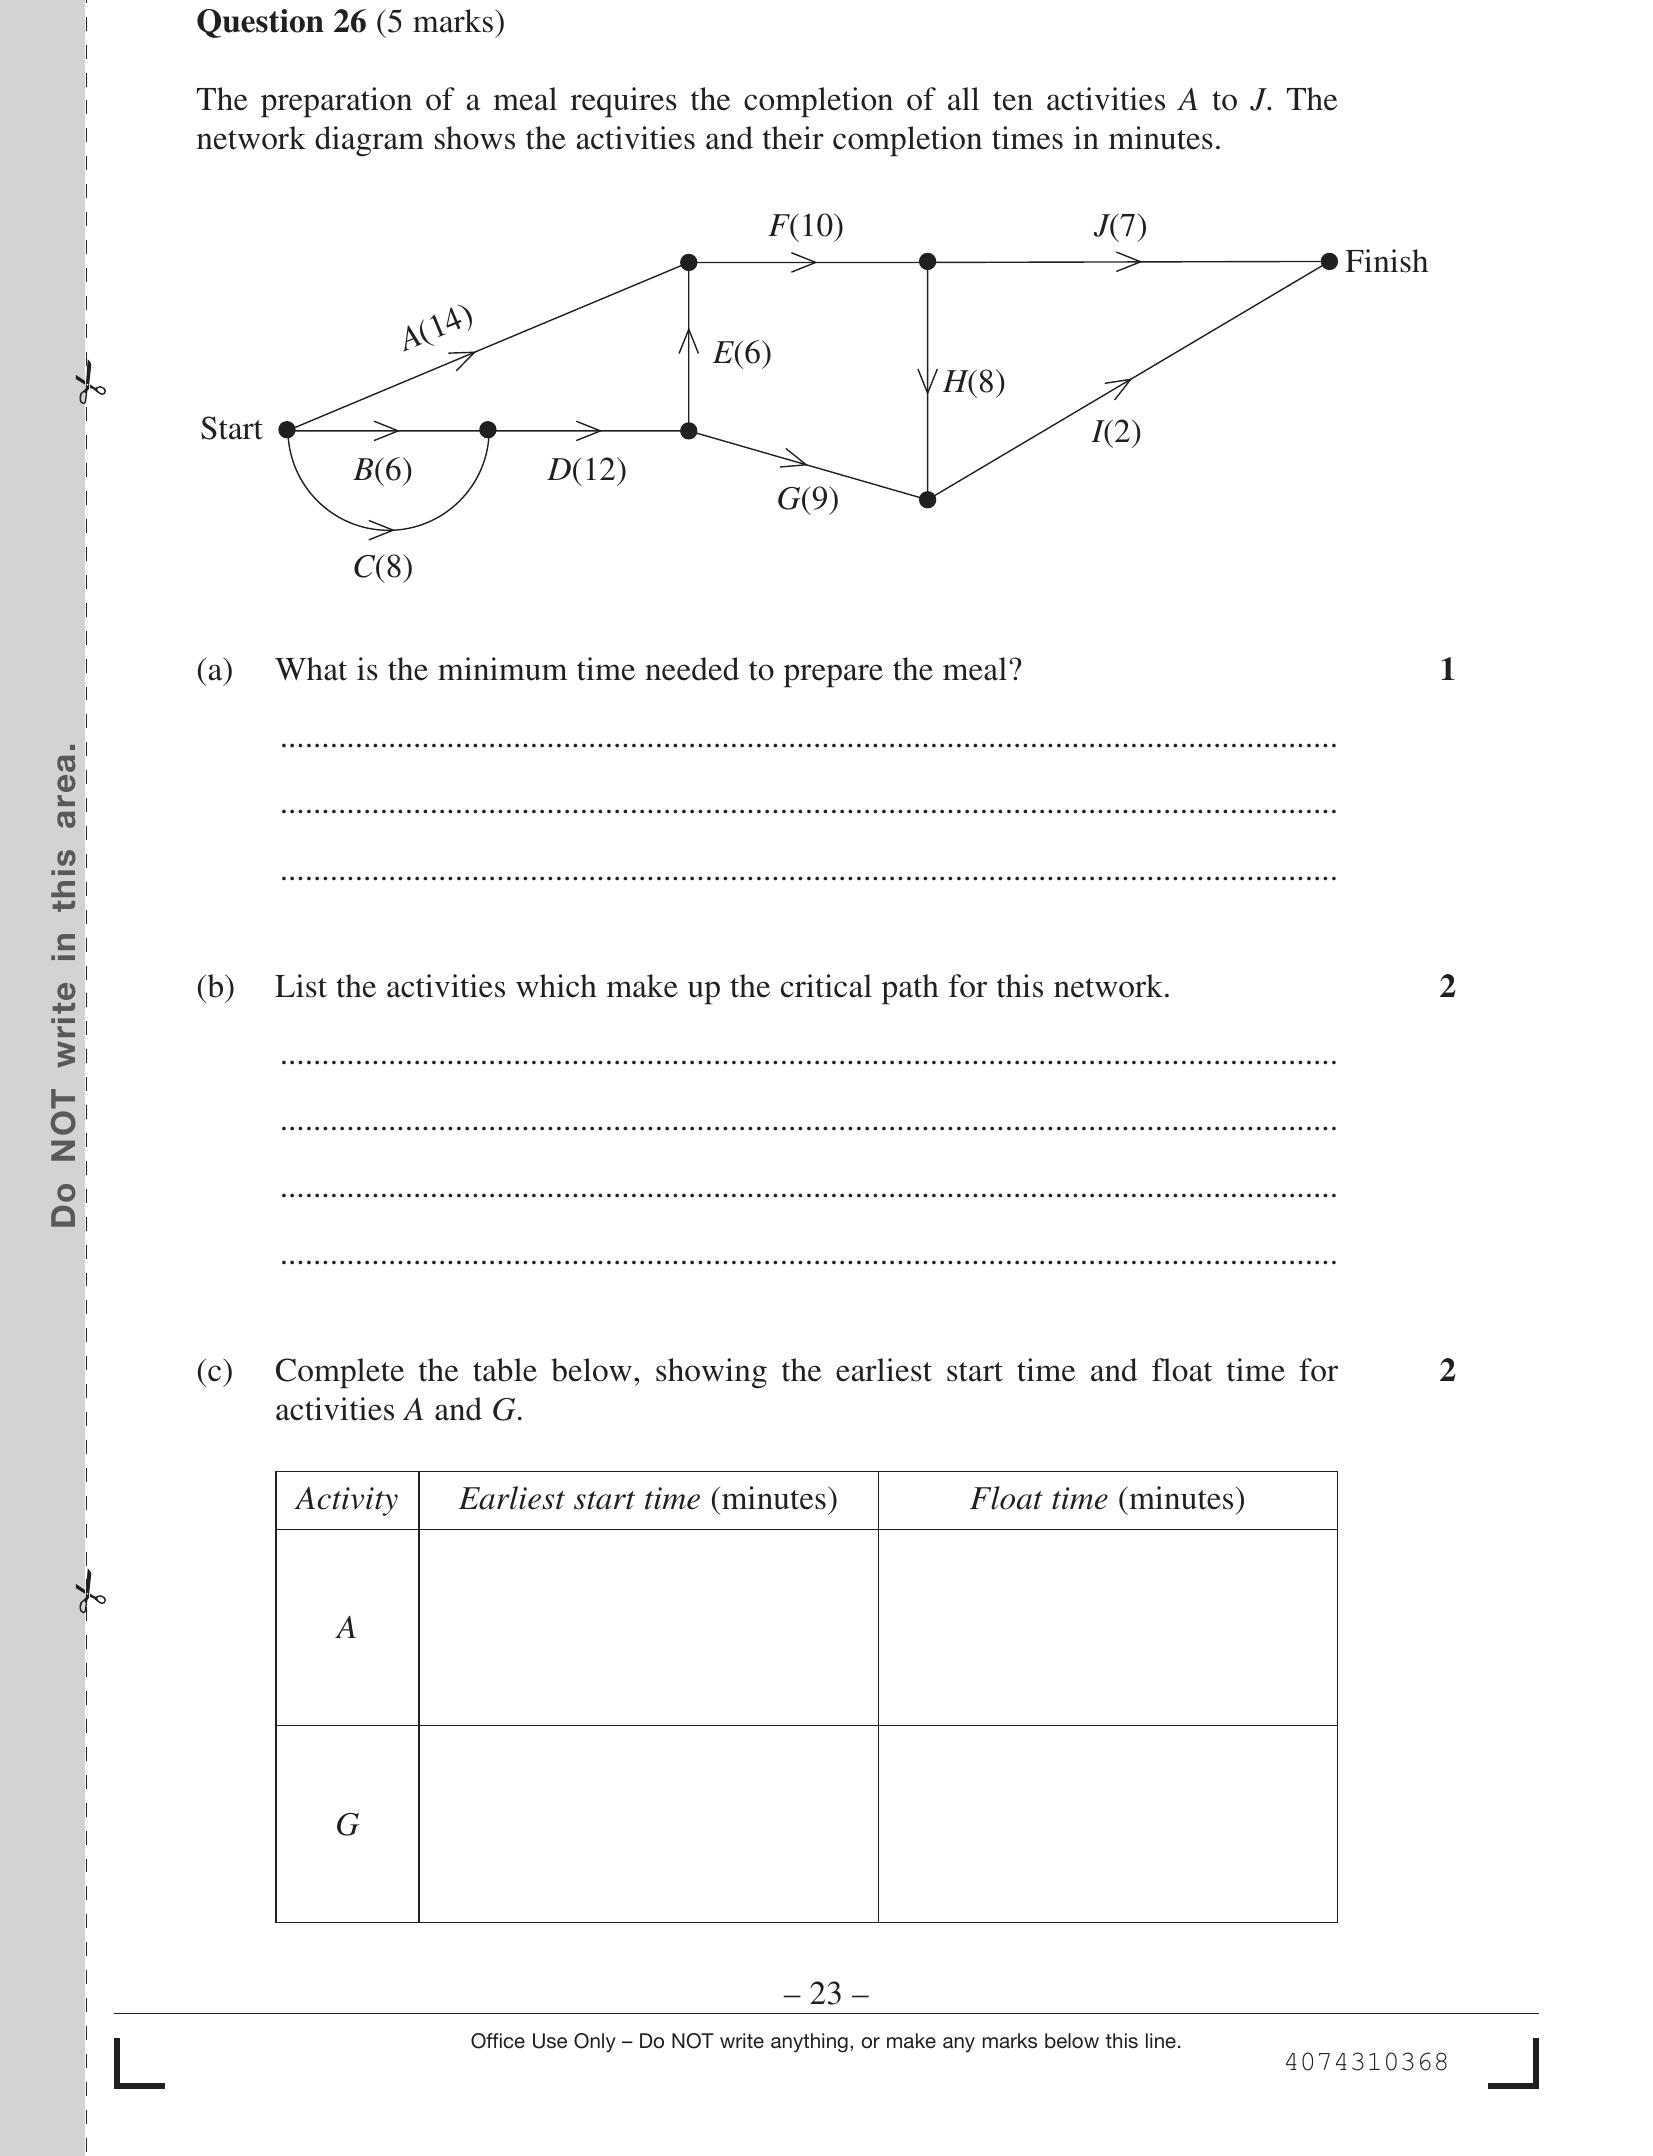 Question 26 (5 marks)
The preparation of a meal requires the completion of all ten activities A to J. The
network diagram shows the activities and their completion times in minutes.
F(10)
J(7)
Finish
A(14)
E(6)
H(8)
Start
I(2)
B(6)
D(12)
G(9)
C(8)
(a) What is the minimum time needed to prepare the meal? 1
(b) List the activities which make up the critical path for this network. 2
(c) Complete the table below, showing the earliest start time and float time for 2
activities A and G.
Activity Earliest start time (minutes) Float time (minutes)
A
G
Do NOT write in this area.
– 23 –
Office Use Only – Do NOT write anything, or make any marks below this line.
4074310368